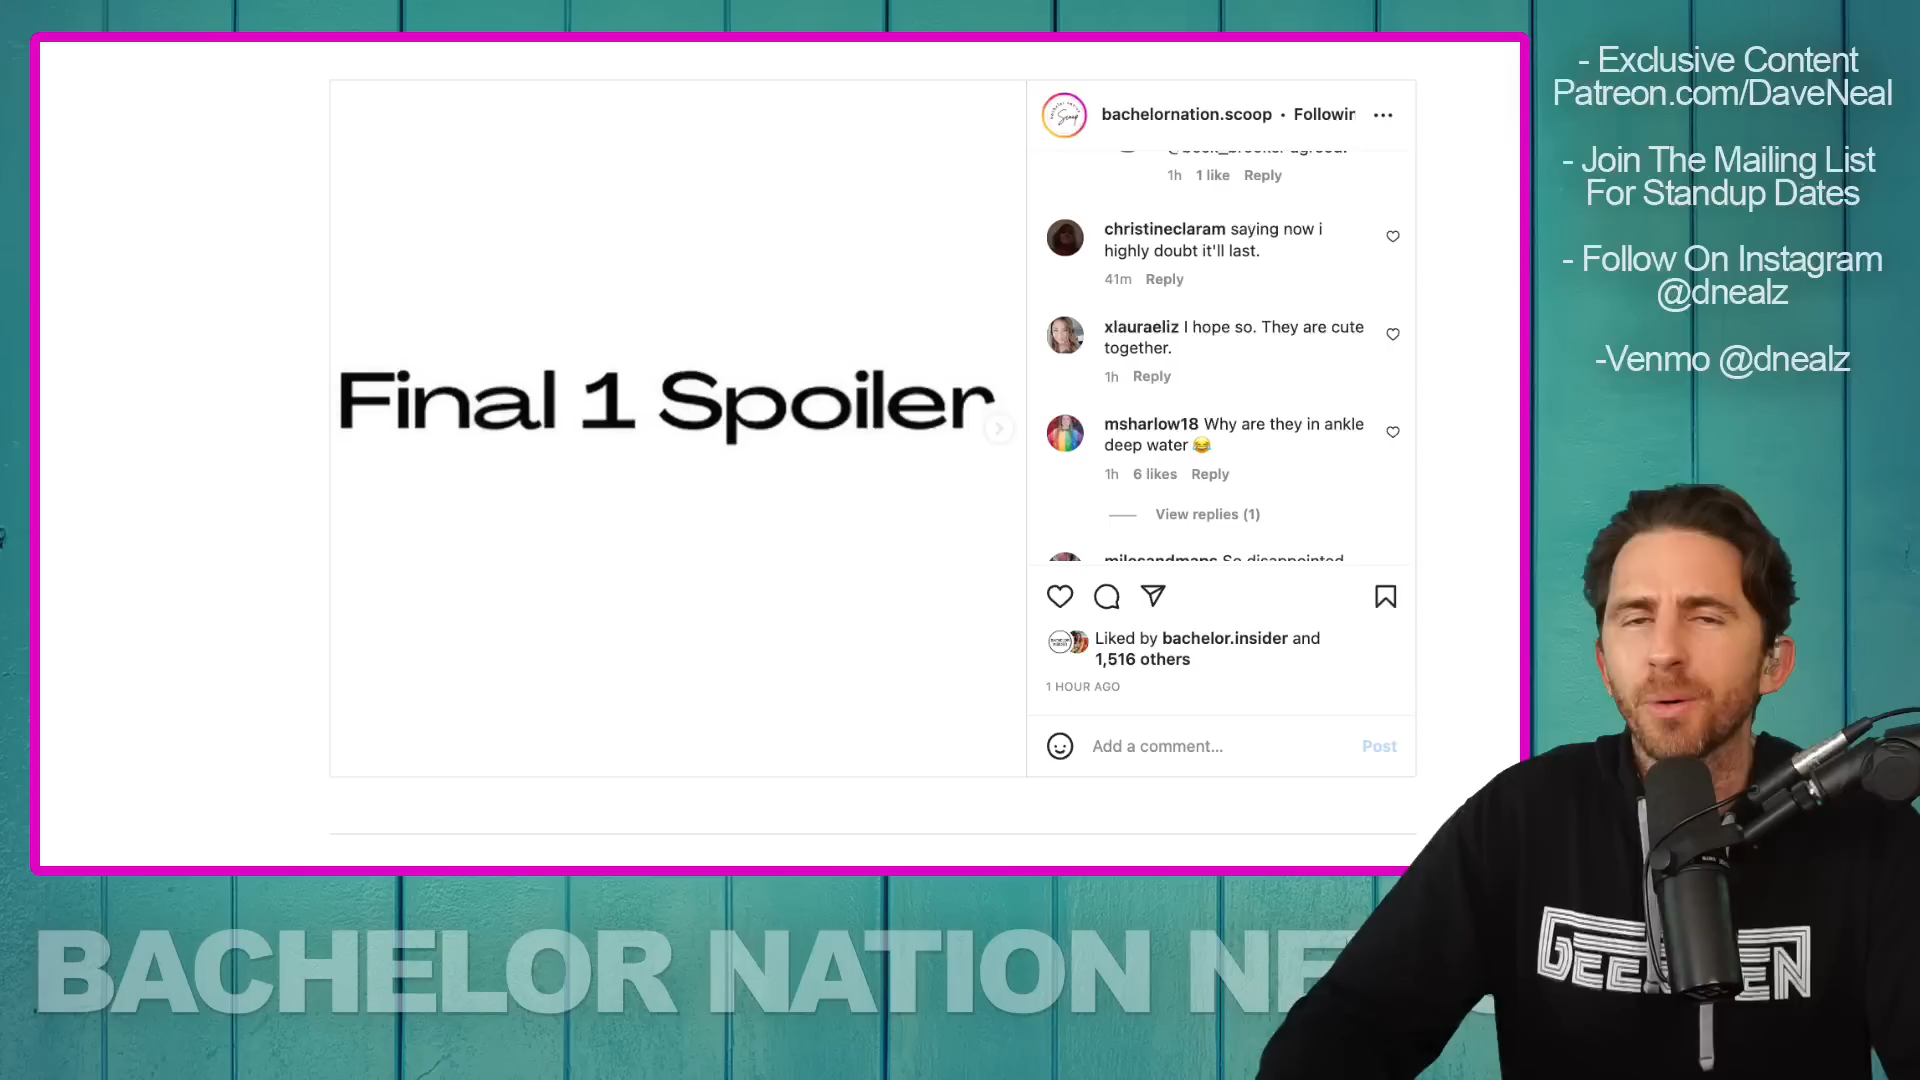 Final 1 Spoiler
bachelornation.scoop • Followin
1h 1 like Reply
christineclaram saying now i
highly doubt it'll last.
41m Reply
xlauraeliz I hope so. They are cute
together.
1h Reply
msharlow18 Why are they in ankle
deep water 😂
1h 6 likes Reply
View replies (1)
milesandmaps So disappointed
Liked by bachelor.insider and
1,516 others
1 HOUR AGO
Add a comment...
Post
- Exclusive Content
Patreon.com/DaveNeal
- Join The Mailing List
For Standup Dates
- Follow On Instagram
@dnealz
-Venmo @dnealz
BACHELOR NATION NE